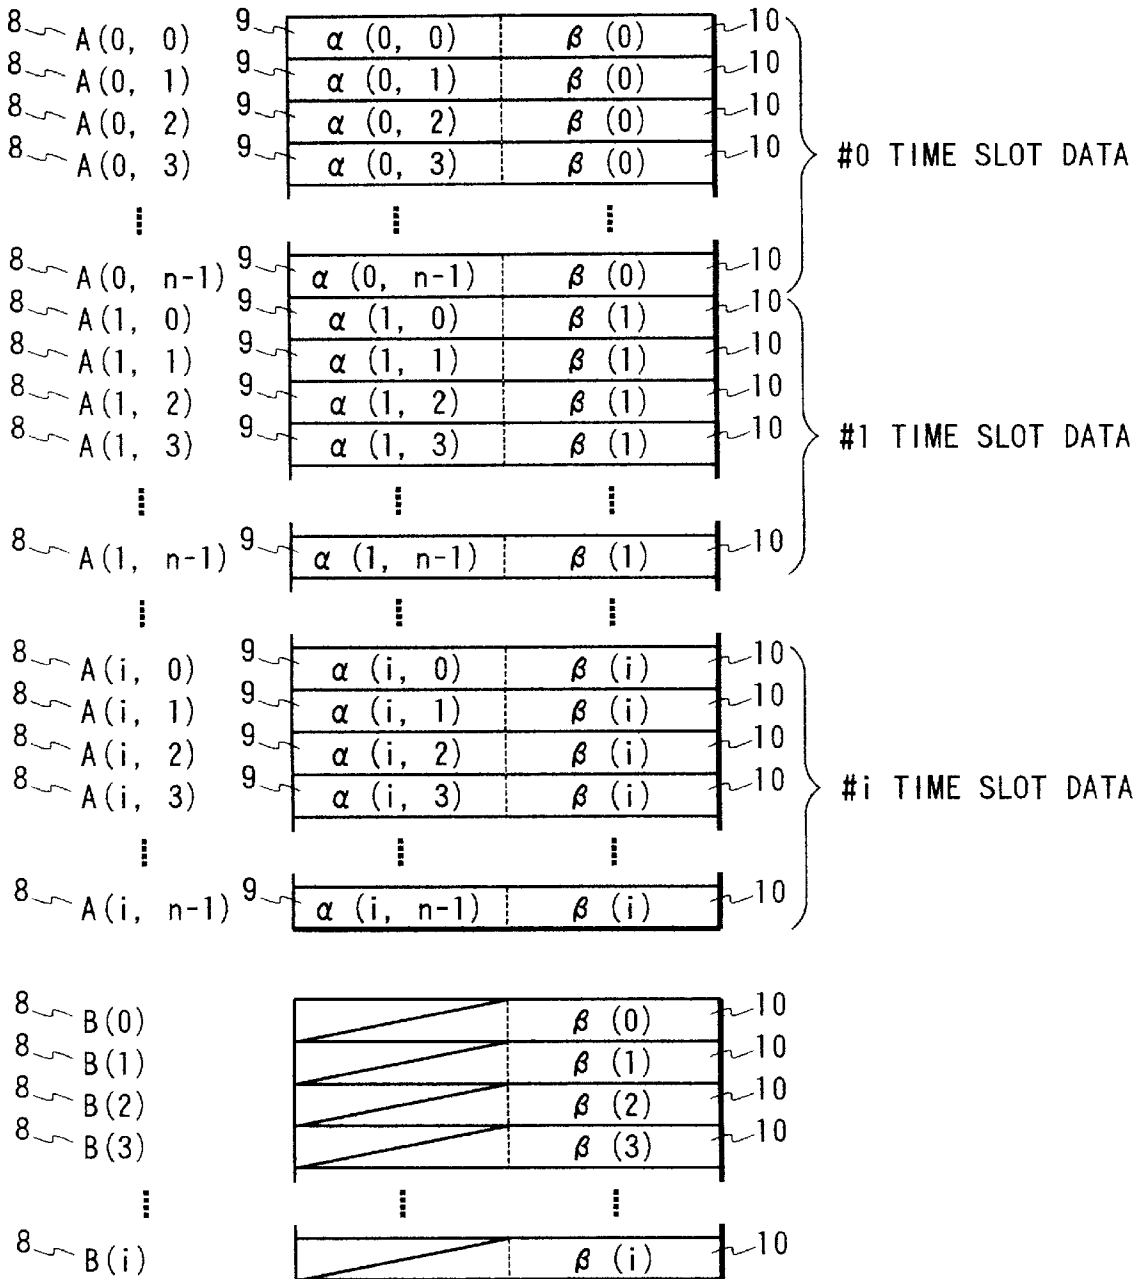 8 A(0, 0) 9 α (0, 0) β (0) 10
8 A(0, 1) 9 α (0, 1) β (0) 10
8 A(0, 2) 9 α (0, 2) β (0) 10
8 A(0, 3) 9 α (0, 3) β (0) 10
#0 TIME SLOT DATA
8 A(0, n-1) 9 α (0, n-1) β (0) 10
8 A(1, 0) 9 α (1, 0) β (1) 10
8 A(1, 1) 9 α (1, 1) β (1) 10
8 A(1, 2) 9 α (1, 2) β (1) 10
8 A(1, 3) 9 α (1, 3) β (1) 10
#1 TIME SLOT DATA
8 A(1, n-1) 9 α (1, n-1) β (1) 10
8 A(i, 0) 9 α (i, 0) β (i) 10
8 A(i, 1) 9 α (i, 1) β (i) 10
8 A(i, 2) 9 α (i, 2) β (i) 10
8 A(i, 3) 9 α (i, 3) β (i) 10
#i TIME SLOT DATA
8 A(i, n-1) 9 α (i, n-1) β (i) 10
8 B(0) β (0) 10
8 B(1) β (1) 10
8 B(2) β (2) 10
8 B(3) β (3) 10
8 B(i) β (i) 10